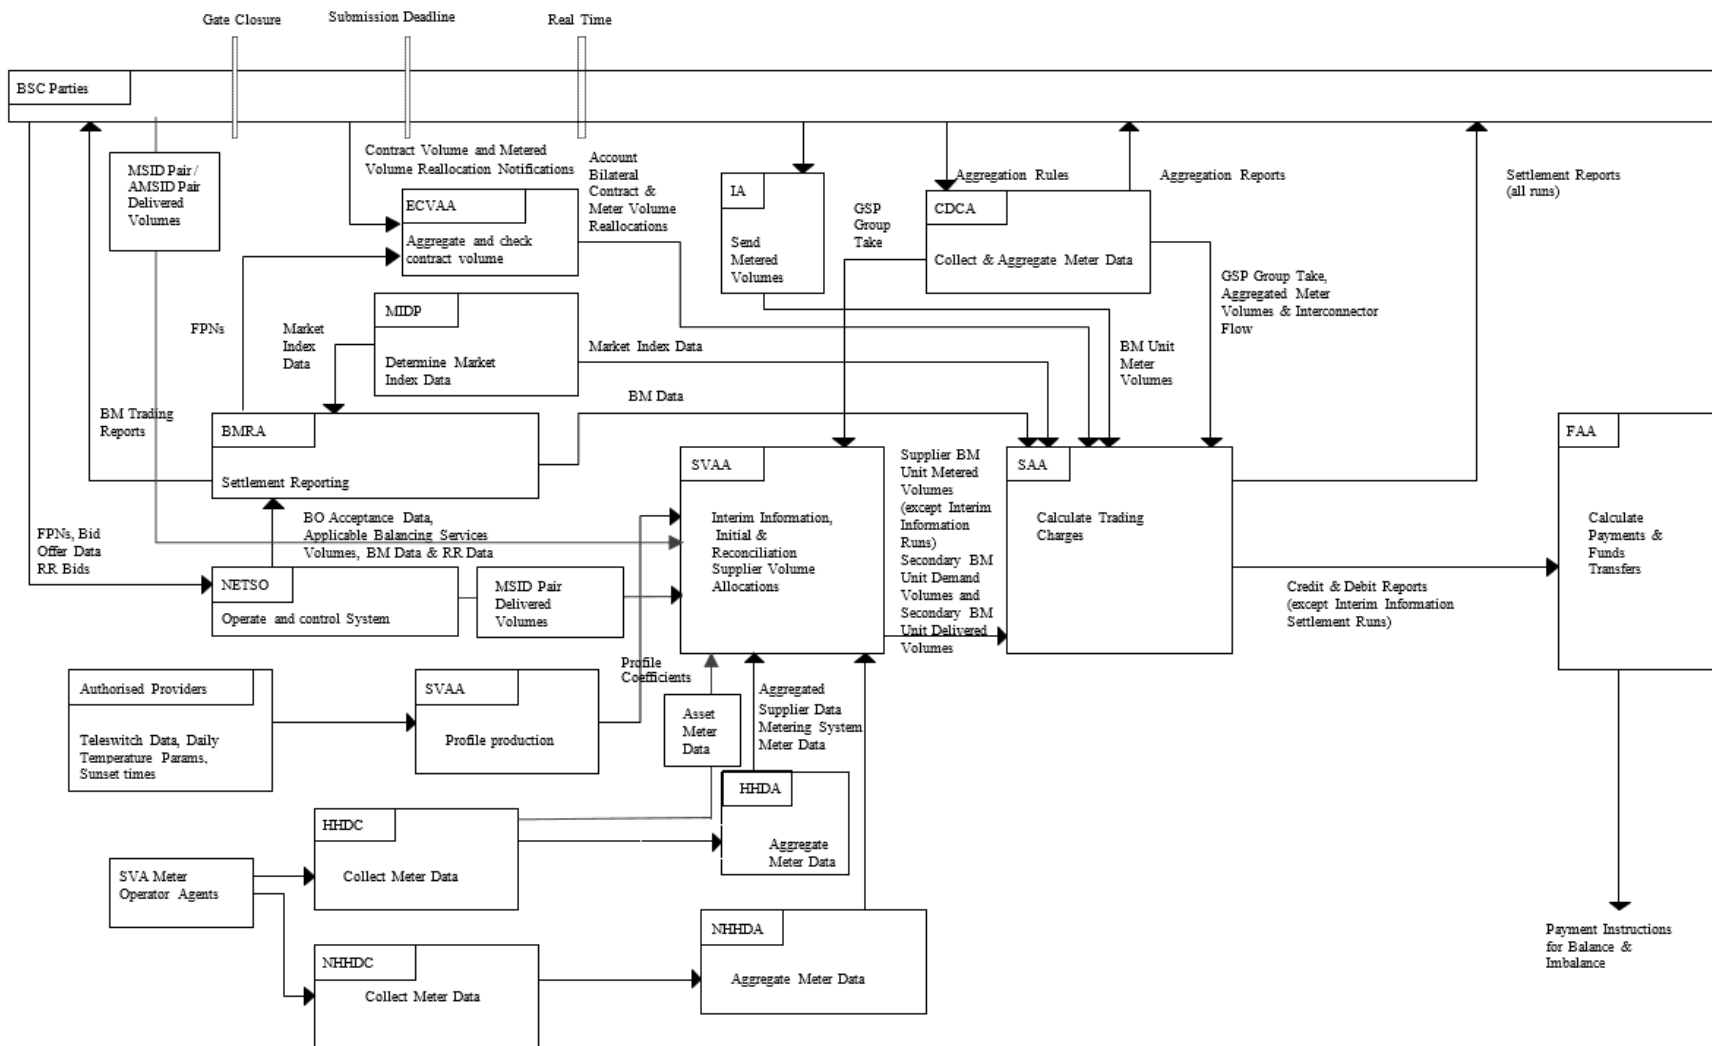 Gate Closure
Submission Deadline
Real Time
BSC Parties
MSID Pair /
AMSID Pair
Delivered
Volumes
Contract Volume and Metered
Volume Reallocation Notifications
Account
Bilateral
Contract &
Meter Volume
Reallocations
ECVAA
Aggregate and check
contract volume
IA
Send
Metered
Volumes
GSP
Group
Take
Aggregation Rules
CDCA
Collect & Aggregate Meter Data
Aggregation Reports
Settlement Reports
(all runs)
GSP Group Take,
Aggregated Meter
Volumes & Interconnector
Flow
FPNs
Market
Index
Data
MIDP
Determine Market
Index Data
Market Index Data
BM Unit
Meter
Volumes
BM Data
BM Trading
Reports
BMRA
Settlement Reporting
SVAA
Interim Information,
Initial &
Reconciliation
Supplier Volume
Allocations
Supplier BM
Unit Metered
Volumes
(except Interim
Information
Runs)
Secondary BM
Unit Demand
Volumes and
Secondary BM
Unit Delivered
Volumes
SAA
Calculate Trading
Charges
FAA
Calculate
Payments &
Funds
Transfers
FPNs, Bid
Offer Data
RR Bids
BO Acceptance Data,
Applicable Balancing Services
Volumes, BM Data & RR Data
NETSO
Operate and control System
MSID Pair
Delivered
Volumes
Credit & Debit Reports
(except Interim Information
Settlement Runs)
Authorised Providers
Teleswitch Data, Daily
Temperature Params,
Sunset times
SVAA
Profile production
Profile
Coefficients
Asset
Meter
Data
Aggregated
Supplier Data
Metering System
Meter Data
HHDA
Aggregate
Meter Data
HHDC
Collect Meter Data
SVA Meter
Operator Agents
NHHDA
Aggregate Meter Data
NHHDC
Collect Meter Data
Payment Instructions
for Balance &
Imbalance